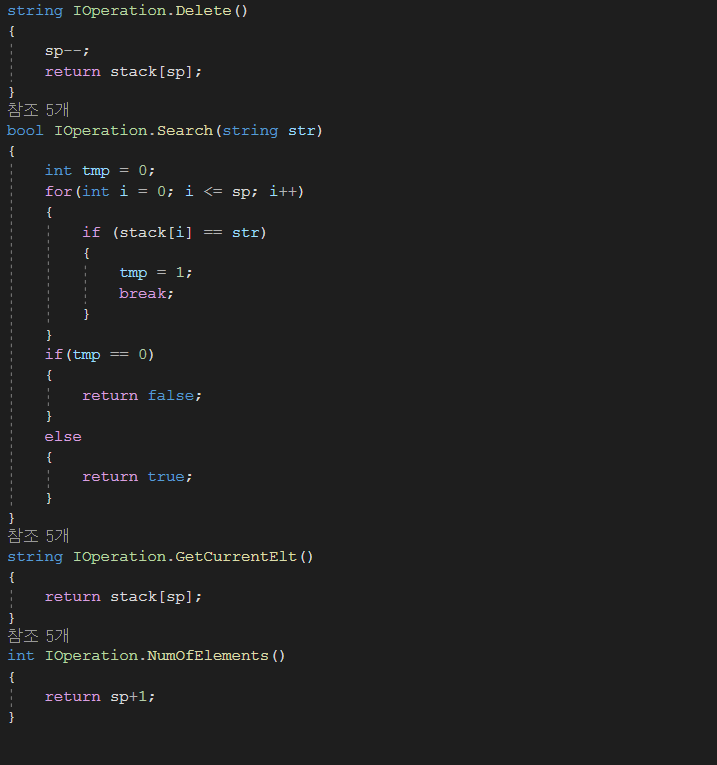 string IOperation.Delete()
{
    sp--;
    return stack[sp];
}
참조 5개
bool IOperation.Search(string str)
{
    int tmp = 0;
    for(int i = 0; i <= sp; i++)
    {
        if (stack[i] == str)
        {
            tmp = 1;
            break;
        }
    }
    if(tmp == 0)
    {
        return false;
    }
    else
    {
        return true;
    }
}
참조 5개
string IOperation.GetCurrentElt()
{
    return stack[sp];
}
참조 5개
int IOperation.NumOfElements()
{
    return sp+1;
}